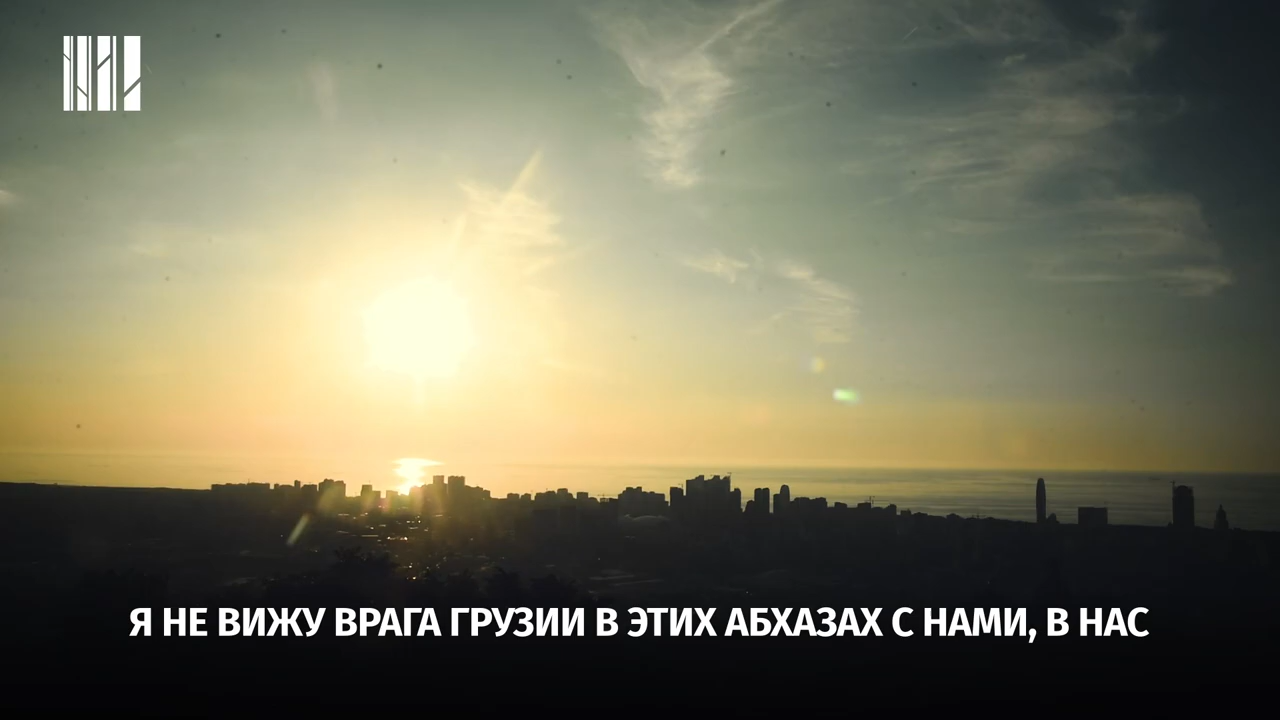 Я НЕ ВИЖУ ВРАГА ГРУЗИИ В ЭТИХ АБХАЗАХ С НАМИ, В НАС